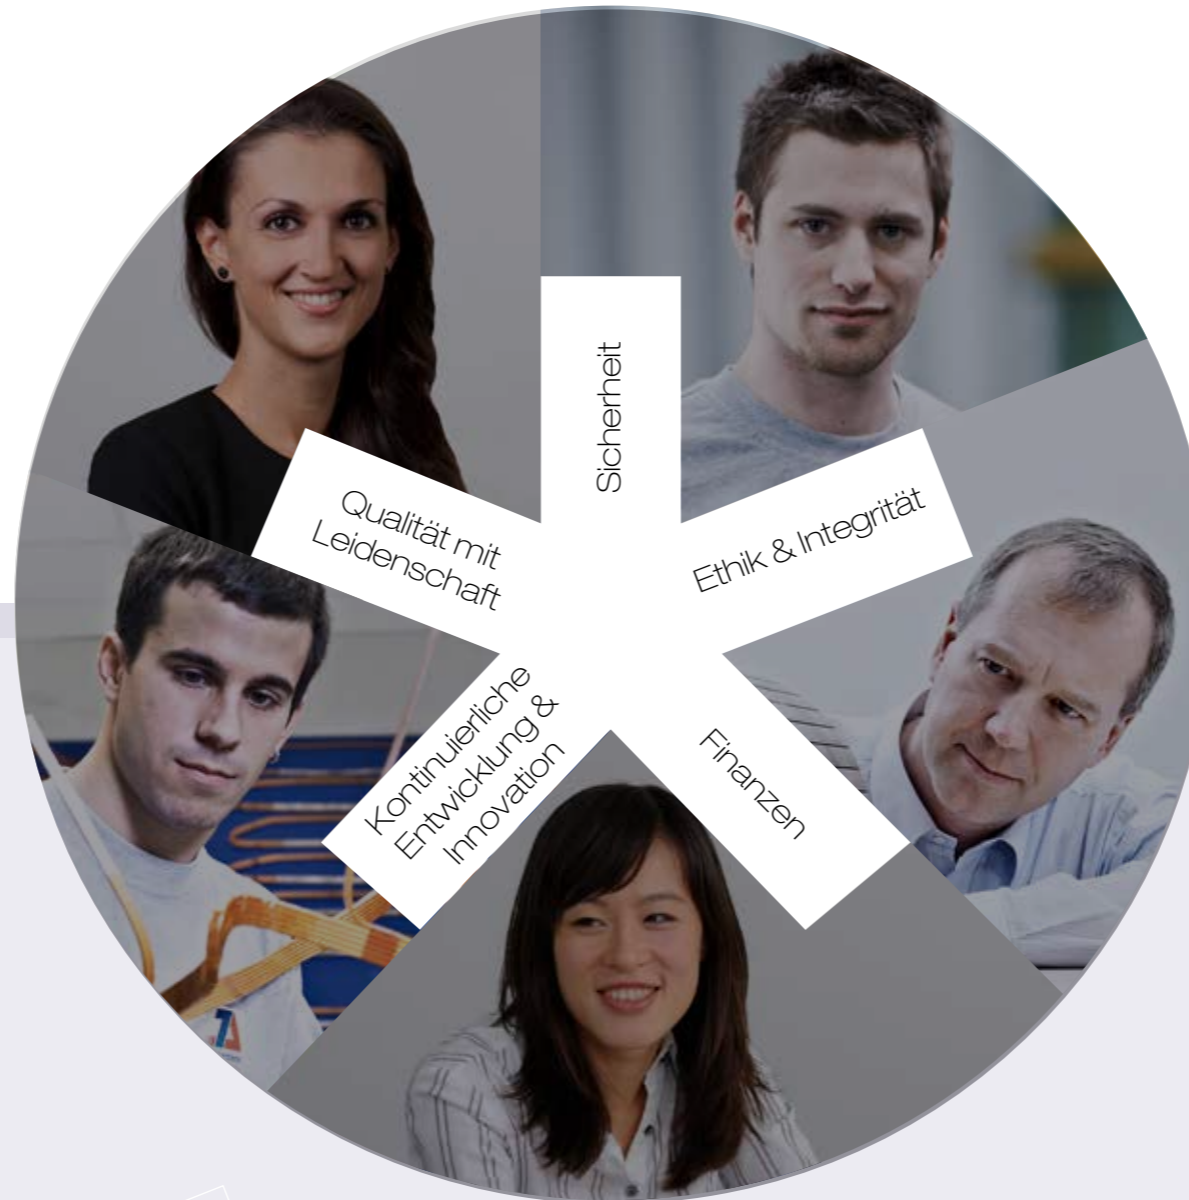 Sicherheit
Ethik & Integrität
Finanzen
Kontinuierliche
Entwicklung &
Innovation
Qualität mit
Leidenschaft